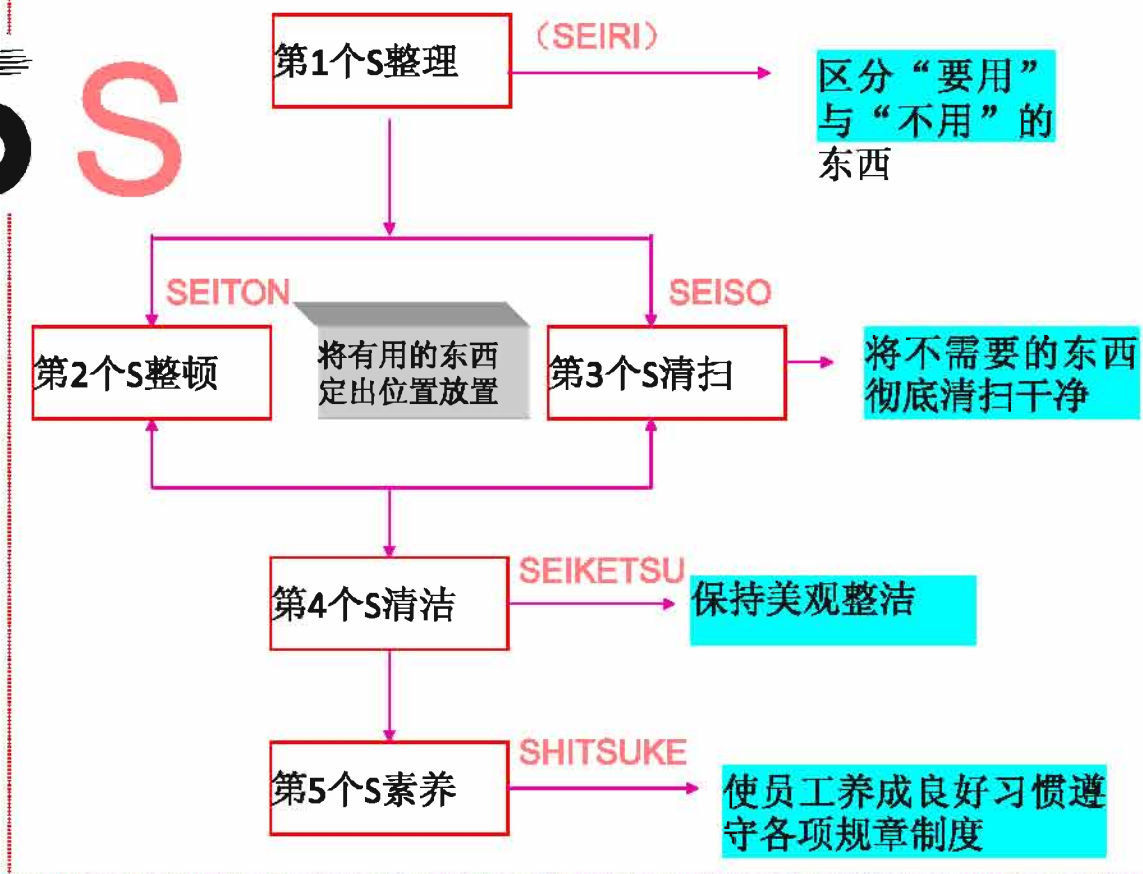 S
第1个S整理
（SEIRI）
区分“要用”
与“不用”的
东西
SEITON
SEISO
第2个S整顿
将有用的东西
定出位置放置
第3个S清扫
将不需要的东西
彻底清扫干净
第4个S清洁
SEIKETSU
保持美观整洁
第5个S素养
SHITSUKE
使员工养成良好习惯遵
守各项规章制度